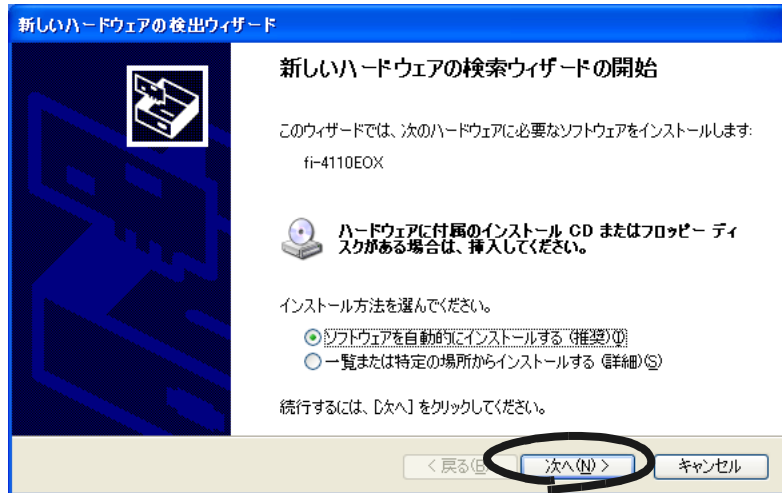 新しいハードウェアの検出ウィザード
新しいハードウェアの検索ウィザードの開始
このウィザードでは、次のハードウェアに必要なソフトウェアをインストールします:
fi-4110EOX
ハードウェアに付属のインストール CD またはフロッピー ディ
スクがある場合は、挿入してください。
インストール方法を選んでください。
ソフトウェアを自動的にインストールする (推奨)(I)
一覧または特定の場所からインストールする (詳細)(S)
続行するには、[次へ] をクリックしてください。
< 戻る(B) 次へ(N) > キャンセル